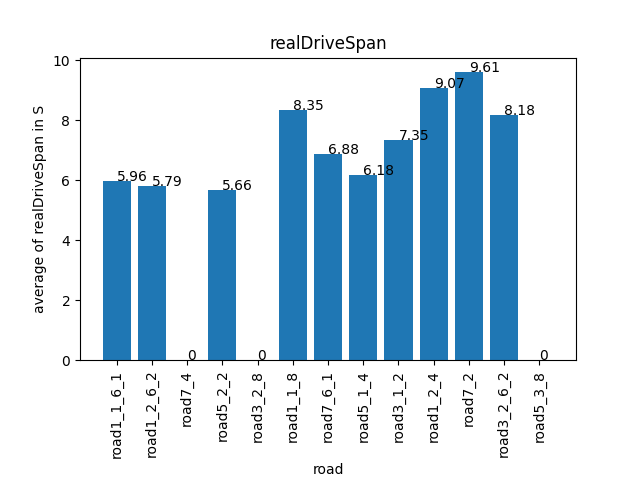 realDriveSpan
average of realDriveSpan in S
10
8
6
4
2
0
5.96
5.79
0
5.66
0
8.35
6.88
6.18
7.35
9.07
9.61
8.18
0
road1_1_6_1
road1_2_6_2
road7_4
road5_2_2
road3_2_8
road1_1_8
road7_6_1
road5_1_4
road3_1_2
road1_2_4
road7_2
road3_2_6_2
road5_3_8
road